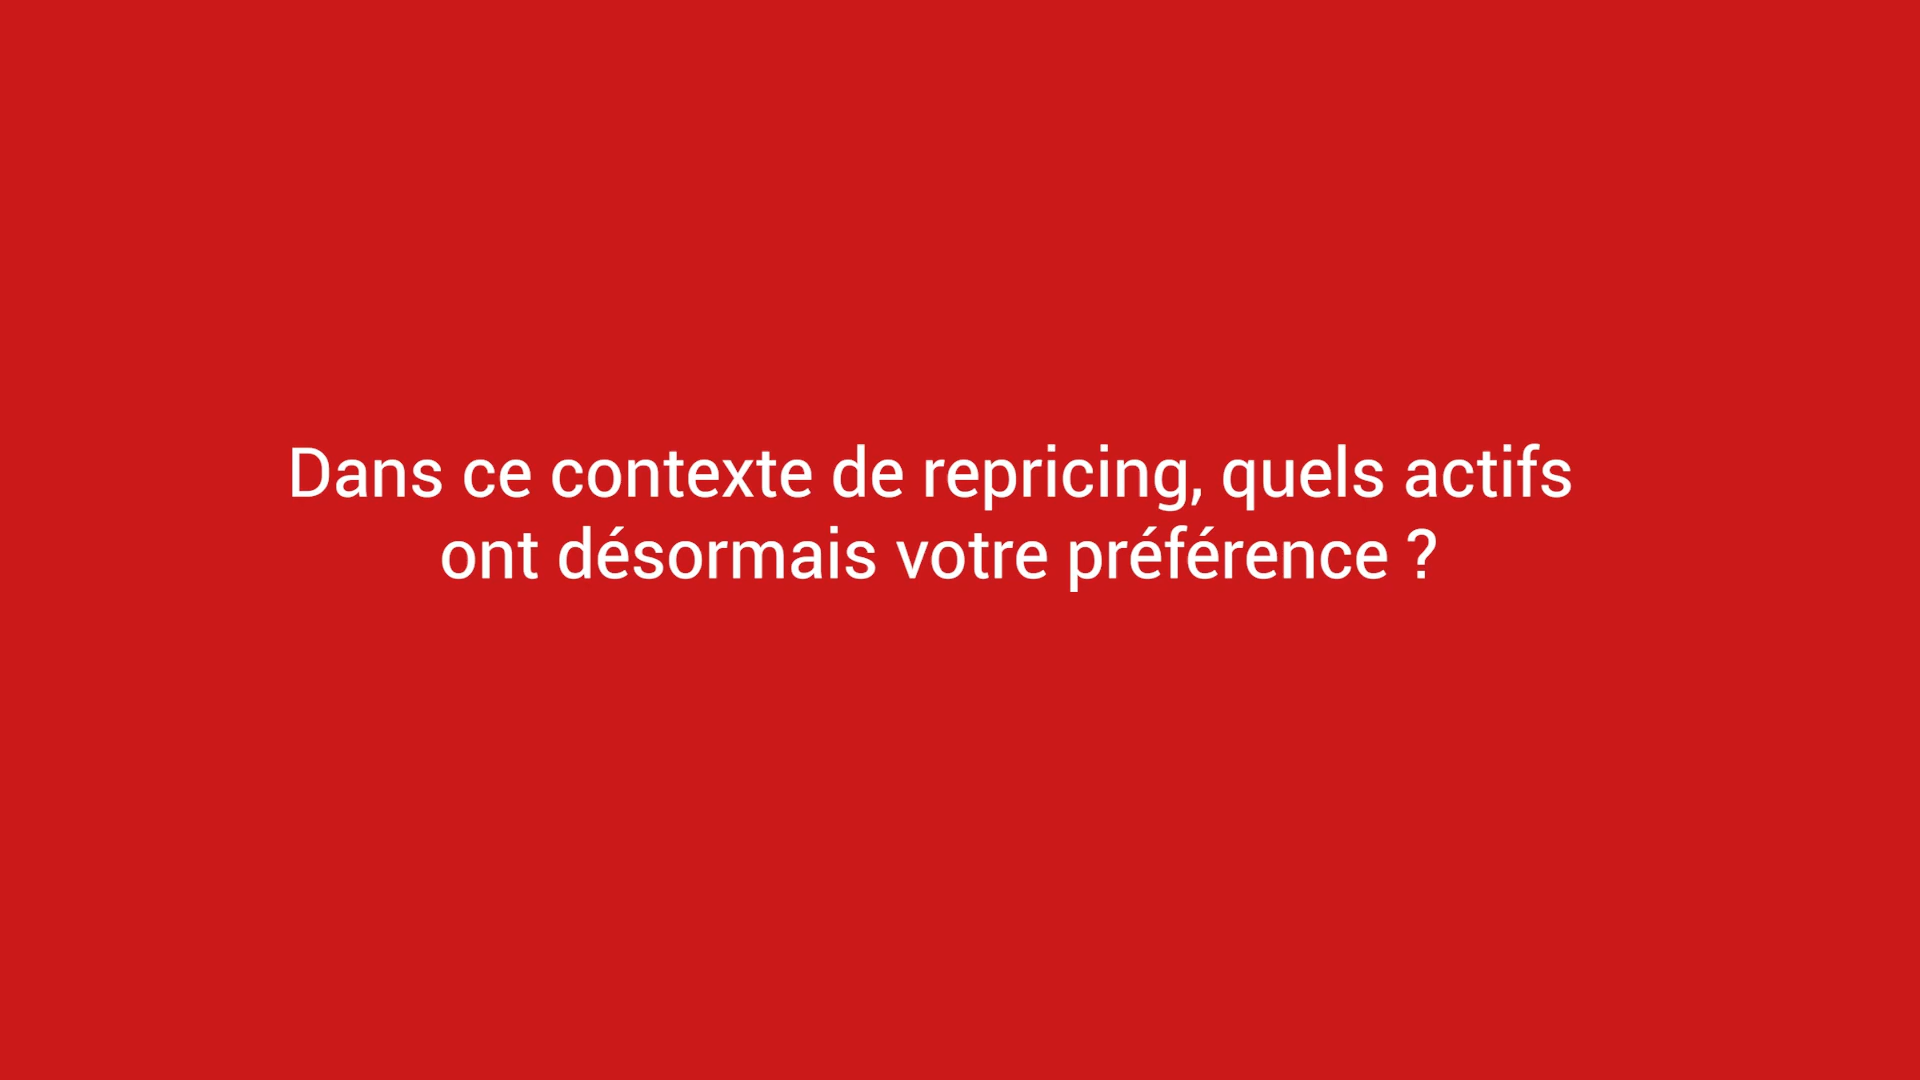 Dans ce contexte de repricing, quels actifs
ont désormais votre préférence ?